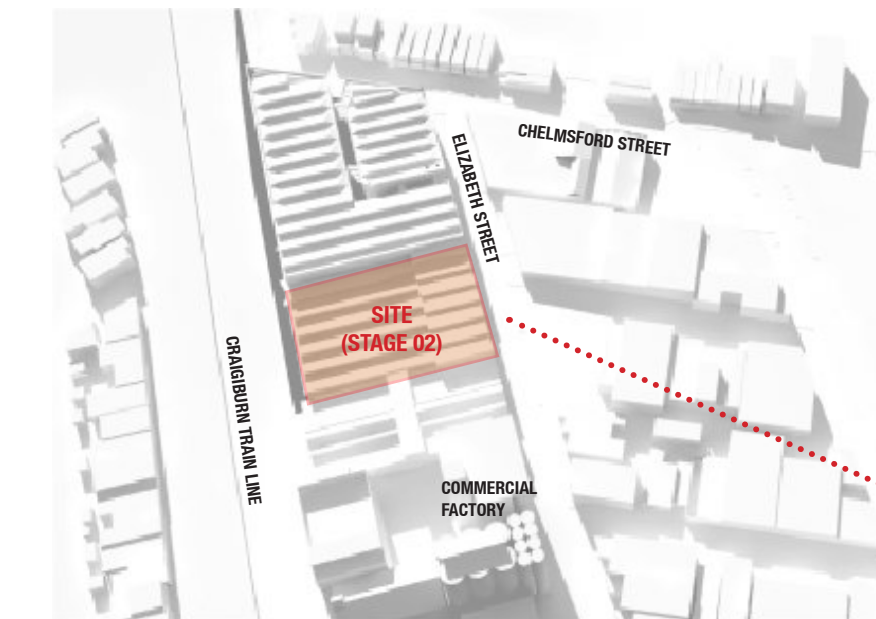 CHELMSFORD STREET
ELIZABETH STREET
SITE
(STAGE 02)
CRAIGIBURN TRAIN LINE
COMMERCIAL
FACTORY